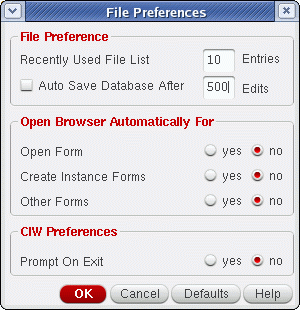 File Preferences
File Preference
Recently Used File List 10 Entries
Auto Save Database After 500 Edits
Open Browser Automatically For
Open Form yes no
Create Instance Forms yes no
Other Forms yes no
CIW Preferences
Prompt On Exit yes no
OK Cancel Defaults Help